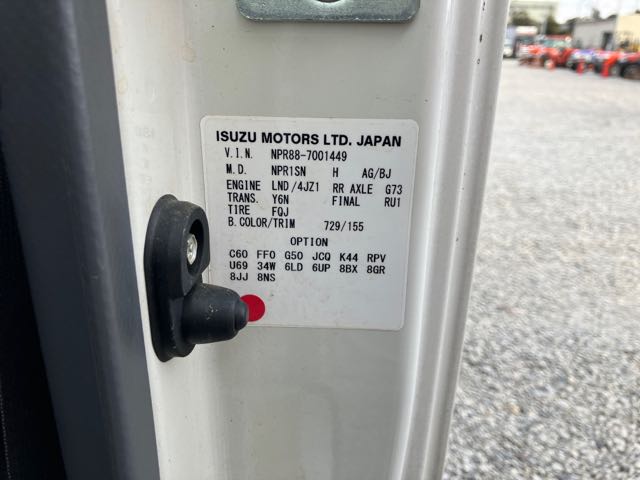 ISUZU MOTORS LTD. JAPAN
V.I.N. NPR88-7001449
M.D. NPR1SN H AG/BJ
ENGINE LND/4JZ1 RR AXLE G73
TRANS. Y6N FINAL RU1
TIRE FQJ
B.COLOR/TRIM 729/155
OPTION
C60 FF0 G50 JCQ K44 RPV
U69 34W 6LD 6UP 8BX 8GR
8JJ 8NS